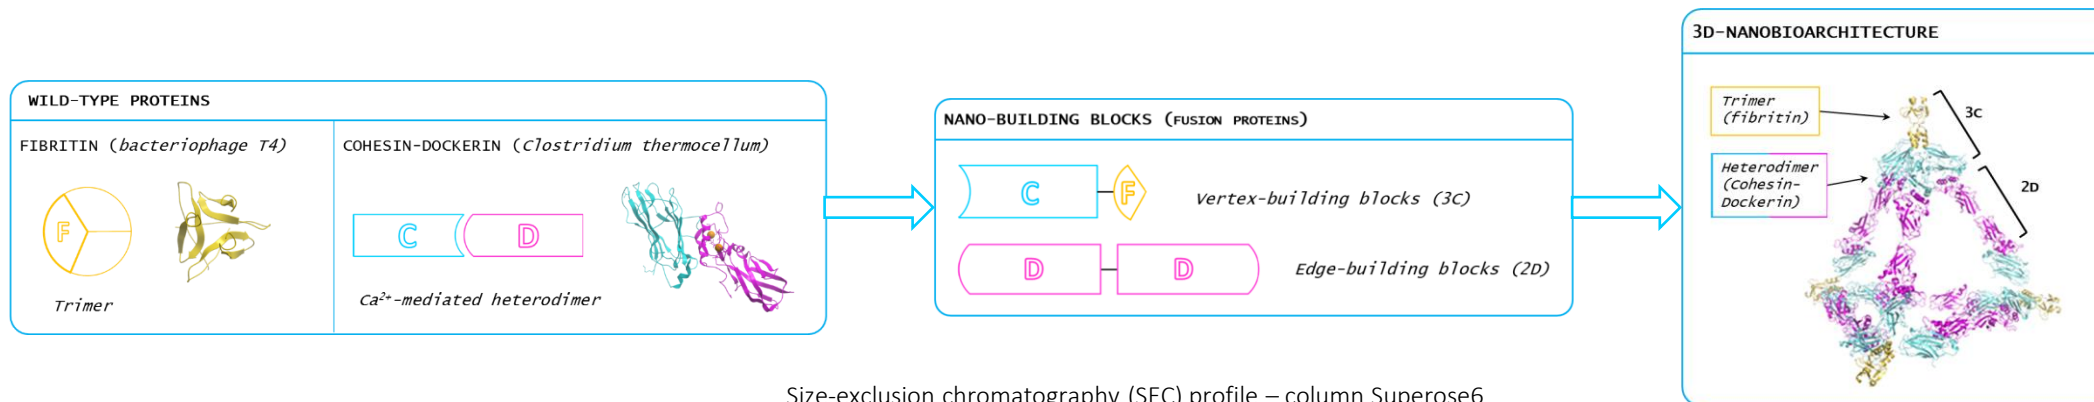 WILD-TYPE PROTEINS
FIBRITIN (bacteriophage T4)
F
Trimer
COHESIN-DOCKERIN (Clostridium thermocellum)
C D
Ca²⁺-mediated heterodimer
NANO-BUILDING BLOCKS (FUSION PROTEINS)
C F
Vertex-building blocks (3C)
D D
Edge-building blocks (2D)
3D-NANOBIOARCHITECTURE
Trimer
(fibritin)
3C
Heterodimer
(Cohesin-
Dockerin)
2D
Size-exclusion chromatography (SEC) profile – column Superose6